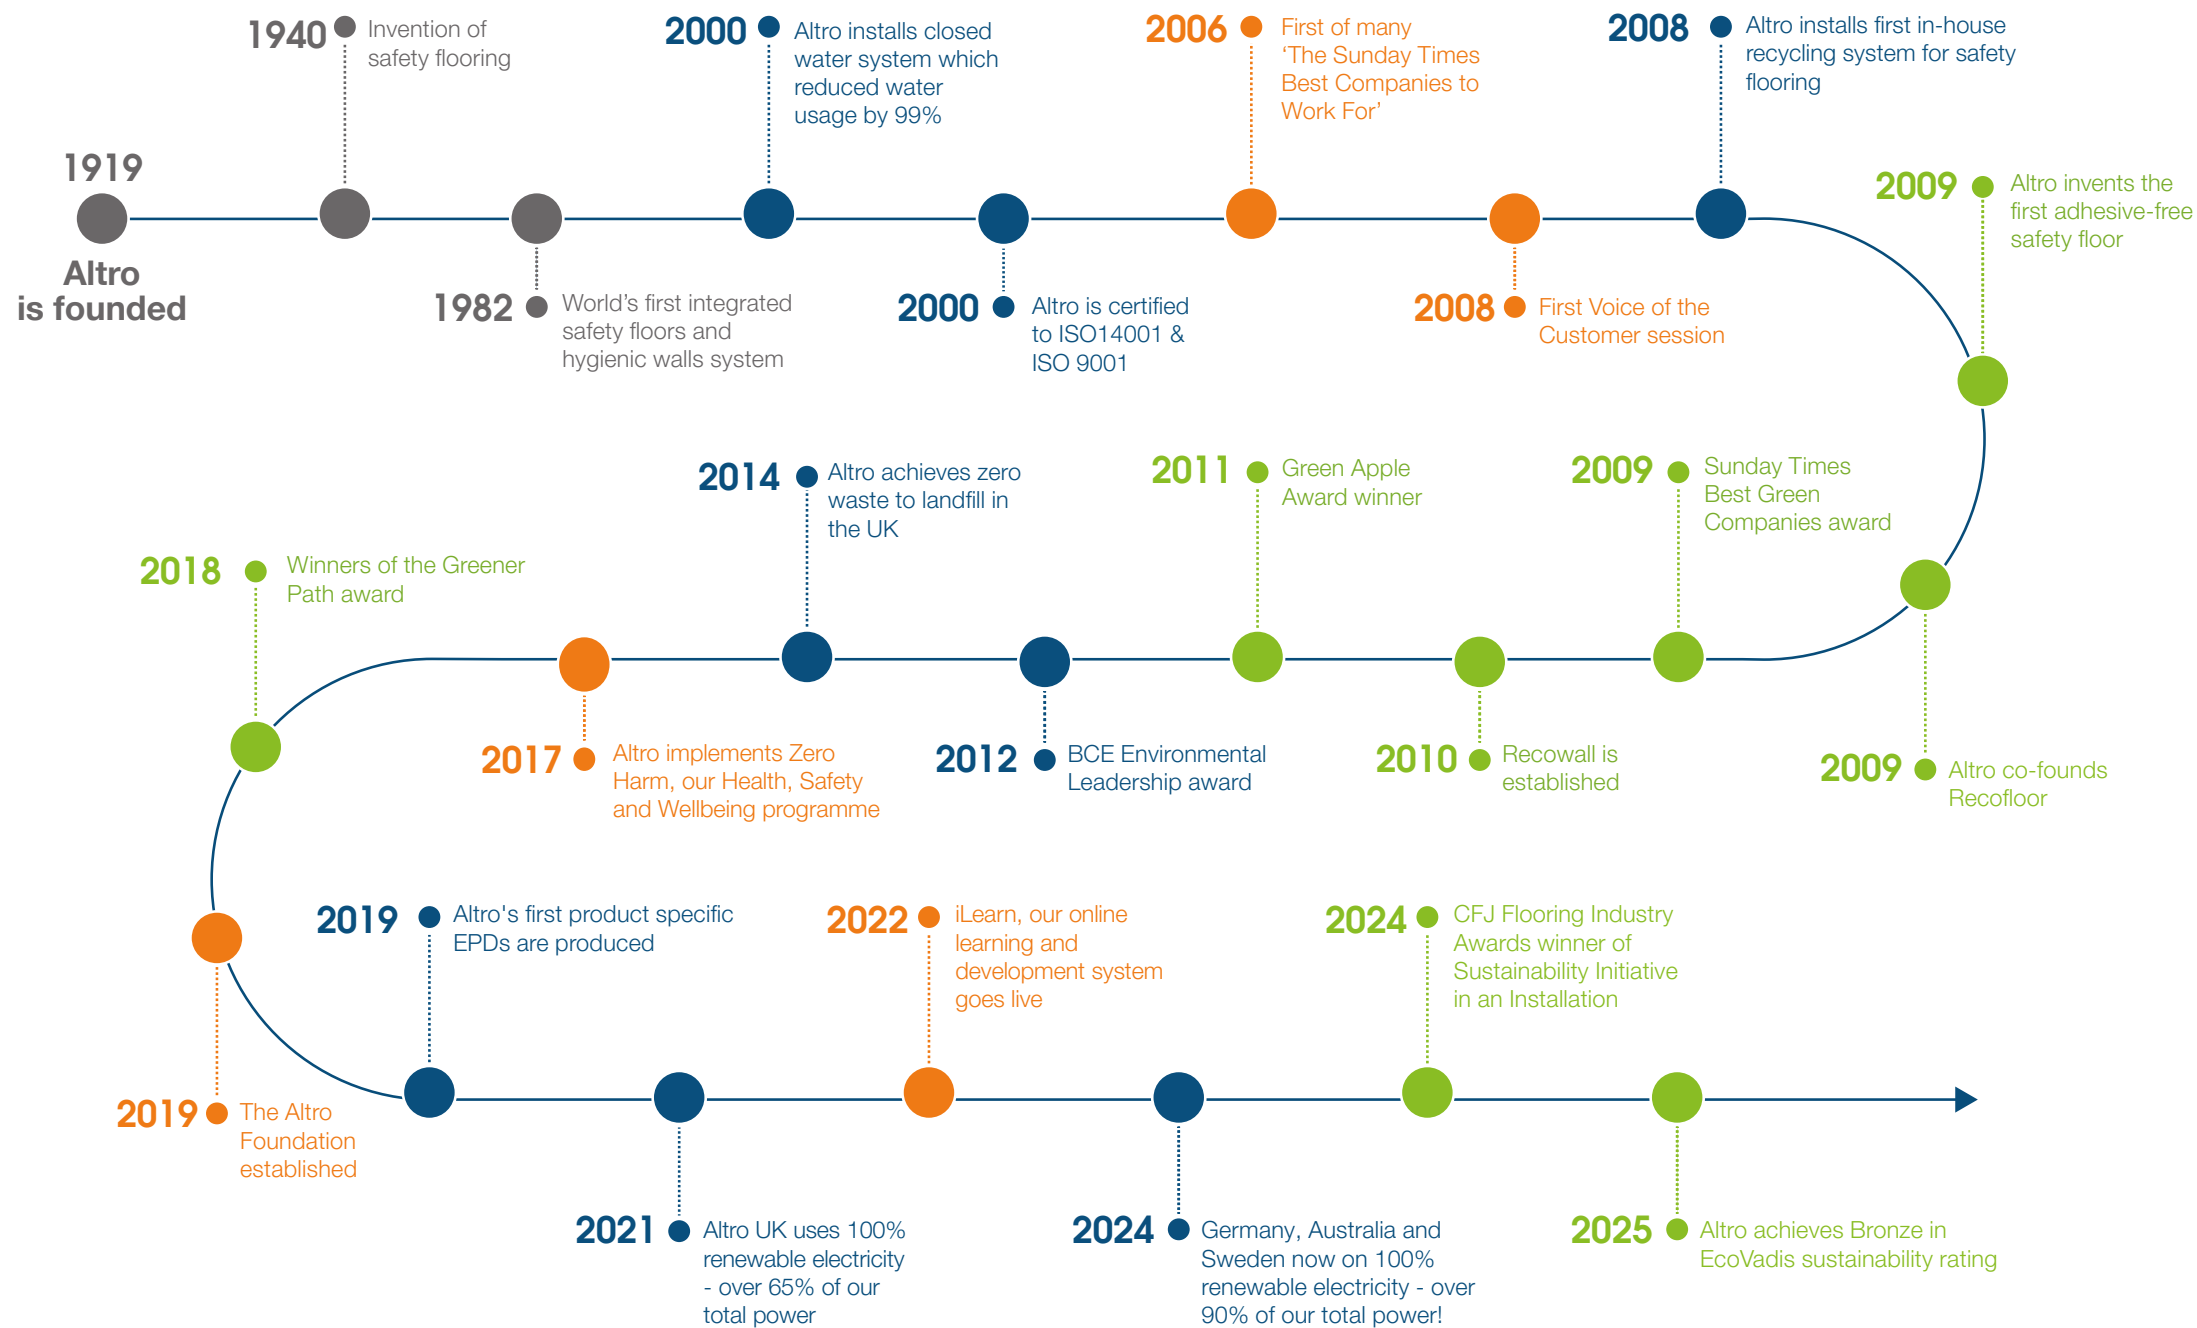 1919
Altro
is founded
1940
Invention of
safety flooring
1982
World’s first integrated
safety floors and
hygienic walls system
2000
Altro installs closed
water system which
reduced water
usage by 99%
2000
Altro is certified
to ISO14001 &
ISO 9001
2006
First of many
‘The Sunday Times
Best Companies to
Work For’
2008
First Voice of the
Customer session
2008
Altro installs first in-house
recycling system for safety
flooring
2009
Altro invents the
first adhesive-free
safety floor
2009
Altro co-founds
Recofloor
2009
Sunday Times
Best Green
Companies award
2010
Recowall is
established
2011
Green Apple
Award winner
2012
BCE Environmental
Leadership award
2014
Altro achieves zero
waste to landfill in
the UK
2017
Altro implements Zero
Harm, our Health, Safety
and Wellbeing programme
2018
Winners of the Greener
Path award
2019
The Altro
Foundation
established
2019
Altro's first product specific
EPDs are produced
2021
Altro UK uses 100%
renewable electricity
- over 65% of our
total power
2022
iLearn, our online
learning and
development system
goes live
2024
Germany, Australia and
Sweden now on 100%
renewable electricity - over
90% of our total power!
2024
CFJ Flooring Industry
Awards winner of
Sustainability Initiative
in an Installation
2025
Altro achieves Bronze in
EcoVadis sustainability rating